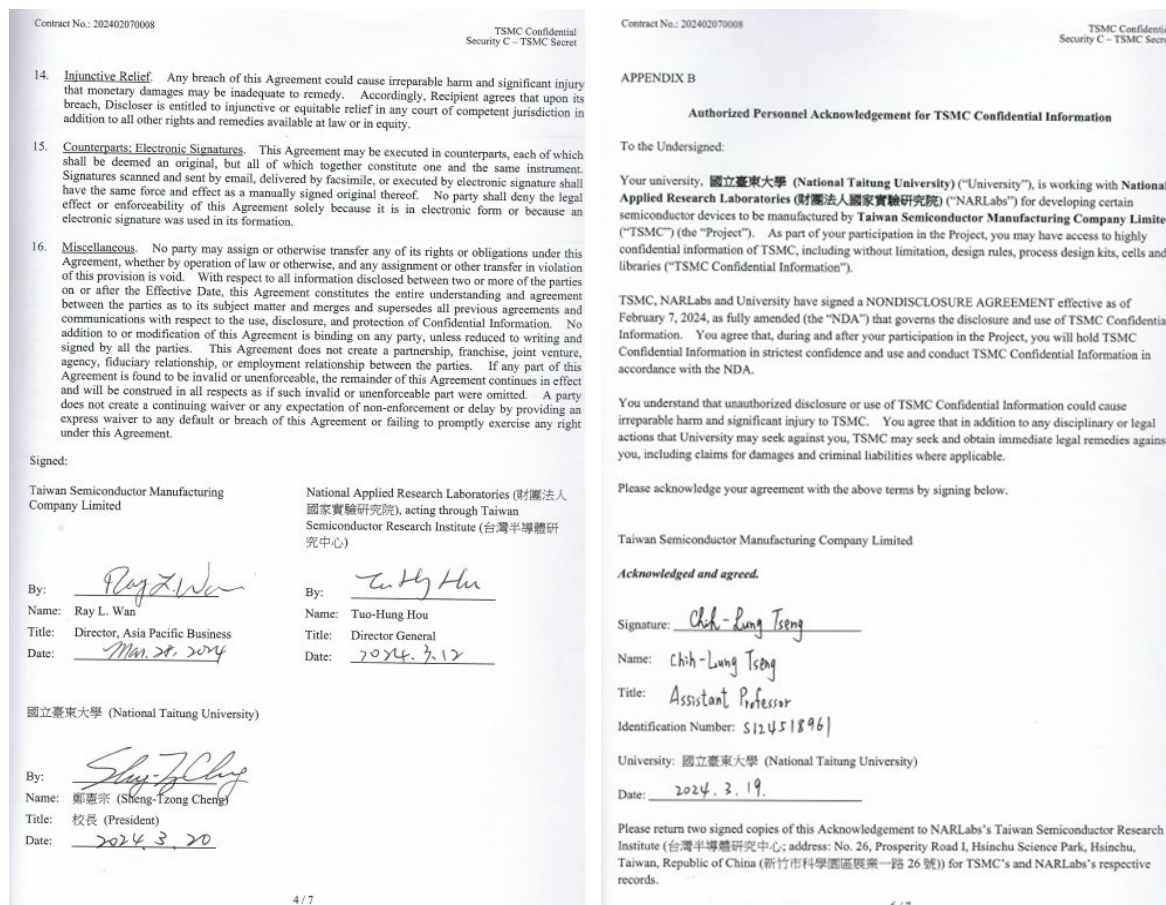 Contract No.: 202402070008
TSMC Confidential
Security C – TSMC Secret
14. Injunctive Relief. Any breach of this Agreement could cause irreparable harm and significant injury
that monetary damages may be inadequate to remedy. Accordingly, Recipient agrees that upon its
breach, Discloser is entitled to injunctive or equitable relief in any court of competent jurisdiction in
addition to all other rights and remedies available at law or in equity.
15. Counterparts; Electronic Signatures. This Agreement may be executed in counterparts, each of which
shall be deemed an original, but all of which together constitute one and the same instrument.
Signatures scanned and sent by email, delivered by facsimile, or executed by electronic signature shall
have the same force and effect as a manually signed original thereof. No party shall deny the legal
effect or enforceability of this Agreement solely because it is in electronic form or because an
electronic signature was used in its formation.
16. Miscellaneous. No party may assign or otherwise transfer any of its rights or obligations under this
Agreement, whether by operation of law or otherwise, and any assignment or other transfer in violation
of this provision is void. With respect to all information disclosed between two or more of the parties
on or after the Effective Date, this Agreement constitutes the entire understanding and agreement
between the parties as to its subject matter and merges and supersedes all previous agreements and
communications with respect to the use, disclosure, and protection of Confidential Information. No
addition to or modification of this Agreement is binding on any party, unless reduced to writing and
signed by all the parties. This Agreement does not create a partnership, franchise, joint venture,
agency, fiduciary relationship, or employment relationship between the parties. If any part of this
Agreement is found to be invalid or unenforceable, the remainder of this Agreement continues in effect
and will be construed in all respects as if such invalid or unenforceable part were omitted. A party
does not create a continuing waiver or any expectation of non-enforcement or delay by providing an
express waiver to any default or breach of this Agreement or failing to promptly exercise any right
under this Agreement.
Signed:
Taiwan Semiconductor Manufacturing
Company Limited
By: Ray L. Wan
Name: Ray L. Wan
Title: Director, Asia Pacific Business
Date: Mar. 28, 2024
National Applied Research Laboratories (財團法人
國家實驗研究院), acting through Taiwan
Semiconductor Research Institute (台灣半導體研
究中心)
By:
Name: Tuo-Hung Hou
Title: Director General
Date: 2024. 3.12
國立臺東大學 (National Taitung University)
By:
Name: 鄭憲宗 (Sheng-Tzong Cheng)
Title: 校長 (President)
Date: 2024. 3. 20
4 / 7
Contract No.: 202402070008
TSMC Confidentia
Security C – TSMC Secre
APPENDIX B
Authorized Personnel Acknowledgement for TSMC Confidential Information
To the Undersigned:
Your university, 國立臺東大學 (National Taitung University) (“University”), is working with National
Applied Research Laboratories (財團法人國家實驗研究院) (“NARLabs”) for developing certain
semiconductor devices to be manufactured by Taiwan Semiconductor Manufacturing Company Limite
(“TSMC”) (the “Project”). As part of your participation in the Project, you may have access to highly
confidential information of TSMC, including without limitation, design rules, process design kits, cells and
libraries (“TSMC Confidential Information”).
TSMC, NARLabs and University have signed a NONDISCLOSURE AGREEMENT effective as of
February 7, 2024, as fully amended (the “NDA”) that governs the disclosure and use of TSMC Confidentia
Information. You agree that, during and after your participation in the Project, you will hold TSMC
Confidential Information in strictest confidence and use and conduct TSMC Confidential Information in
accordance with the NDA.
You understand that unauthorized disclosure or use of TSMC Confidential Information could cause
irreparable harm and significant injury to TSMC. You agree that in addition to any disciplinary or legal
actions that University may seek against you, TSMC may seek and obtain immediate legal remedies agains
you, including claims for damages and criminal liabilities where applicable.
Please acknowledge your agreement with the above terms by signing below.
Taiwan Semiconductor Manufacturing Company Limited
Acknowledged and agreed.
Signature: Chih-Lung Tseng
Name: Chih-Lung Tseng
Title: Assistant Professor
Identification Number: S124518961
University: 國立臺東大學 (National Taitung University)
Date: 2024. 3. 19.
Please return two signed copies of this Acknowledgement to NARLabs's Taiwan Semiconductor Research
Institute (台灣半導體研究中心; address: No. 26, Prosperity Road I, Hsinchu Science Park, Hsinchu,
Taiwan, Republic of China (新竹市科學園區展業一路 26 號)) for TSMC's and NARLabs's respective
records.